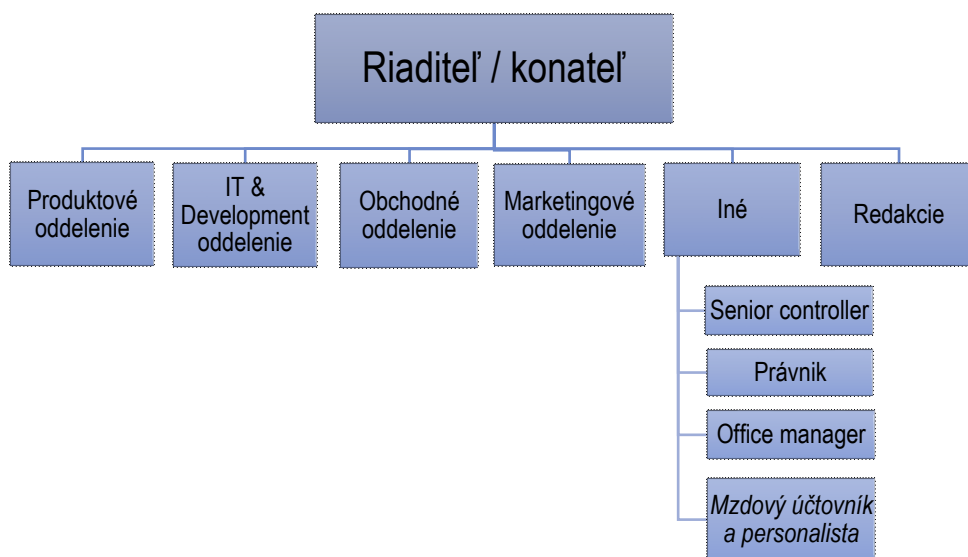 Riaditeľ / konateľ
Produktové
oddelenie
IT &
Development
oddelenie
Obchodné
oddelenie
Marketingové
oddelenie
Iné
Redakcie
Senior controller
Právnik
Office manager
Mzdový účtovník
a personalista